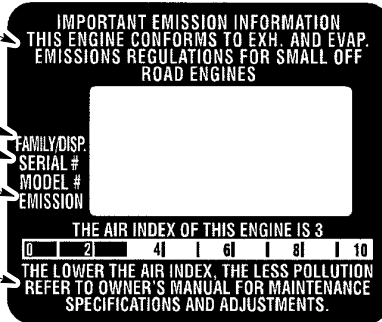 IMPORTANT EMISSION INFORMATION
THIS ENGINE CONFORMS TO EXH. AND EVAP.
EMISSIONS REGULATIONS FOR SMALL OFF
ROAD ENGINES
FAMILY/DISP.
SERIAL #
MODEL #
EMISSION
THE AIR INDEX OF THIS ENGINE IS 3
0 2 4 6 8 10
THE LOWER THE AIR INDEX, THE LESS POLLUTION
REFER TO OWNER'S MANUAL FOR MAINTENANCE
SPECIFICATIONS AND ADJUSTMENTS.